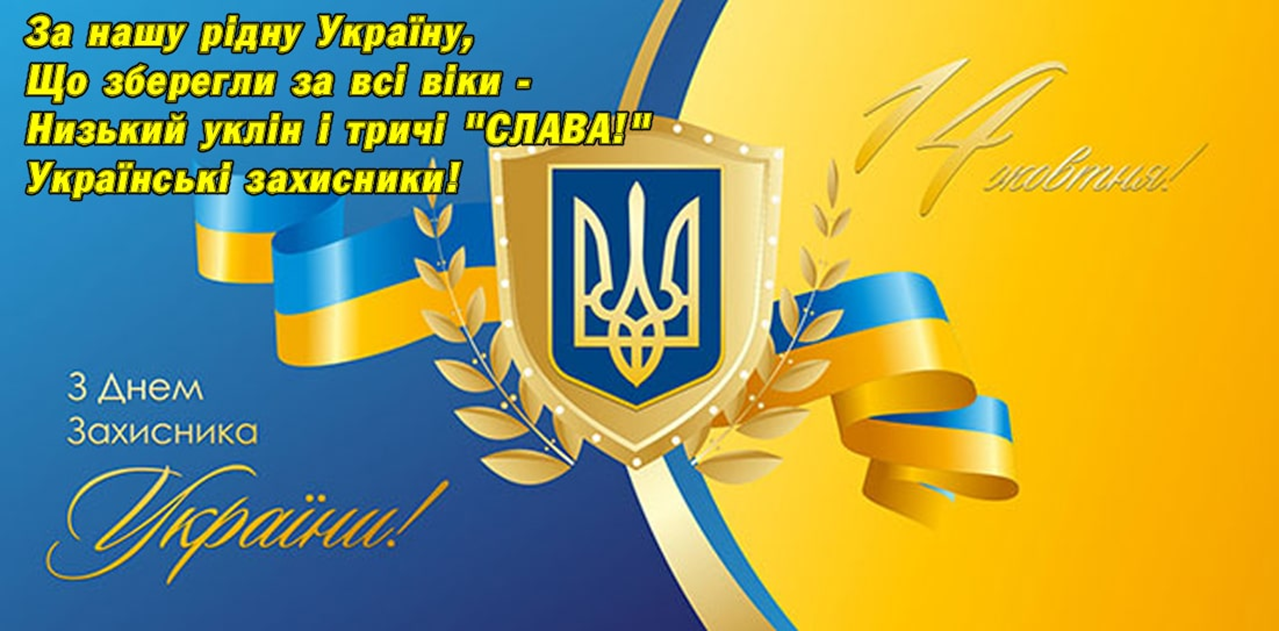 За нашу рідну Україну,
Що зберегли за всі віки -
Низький уклін і тричі "СЛАВА!"
Українські захисники!
14
жовтня!
З Днем
Захисника
України!